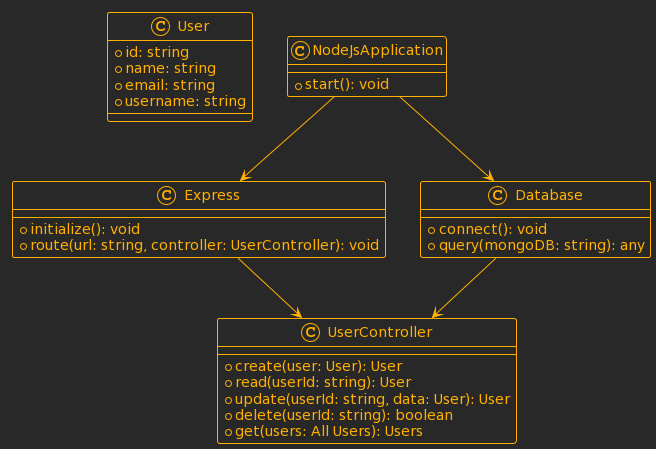 C User
id: string
name: string
email: string
username: string
C NodeJsApplication
start(): void
C Express
initialize(): void
route(url: string, controller: UserController): void
C Database
connect(): void
query(mongoDB: string): any
C UserController
create(user: User): User
read(userId: string): User
update(userId: string, data: User): User
delete(userId: string): boolean
get(users: All Users): Users